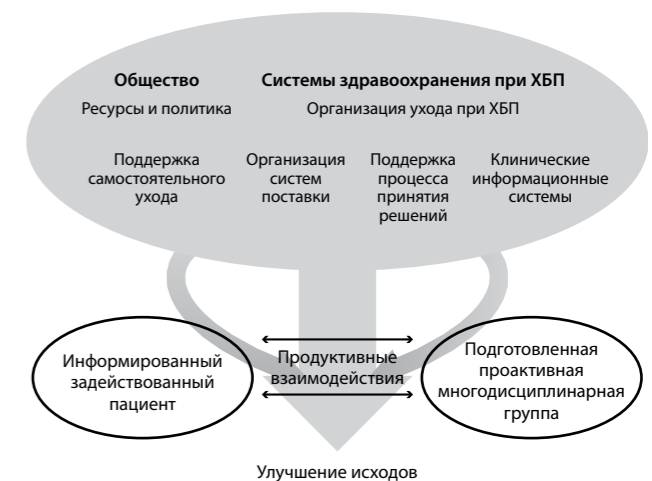 Общество
Системы здравоохранения при ХБП
Ресурсы и политика
Организация ухода при ХБП
Поддержка
самостоятельного
ухода
Организация
систем
поставки
Поддержка
процесса
принятия
решений
Клинические
информационные
системы
Информированный
задействованный
пациент
Продуктивные
взаимодействия
Подготовленная
проактивная
многодисциплинарная
группа
Улучшение исходов